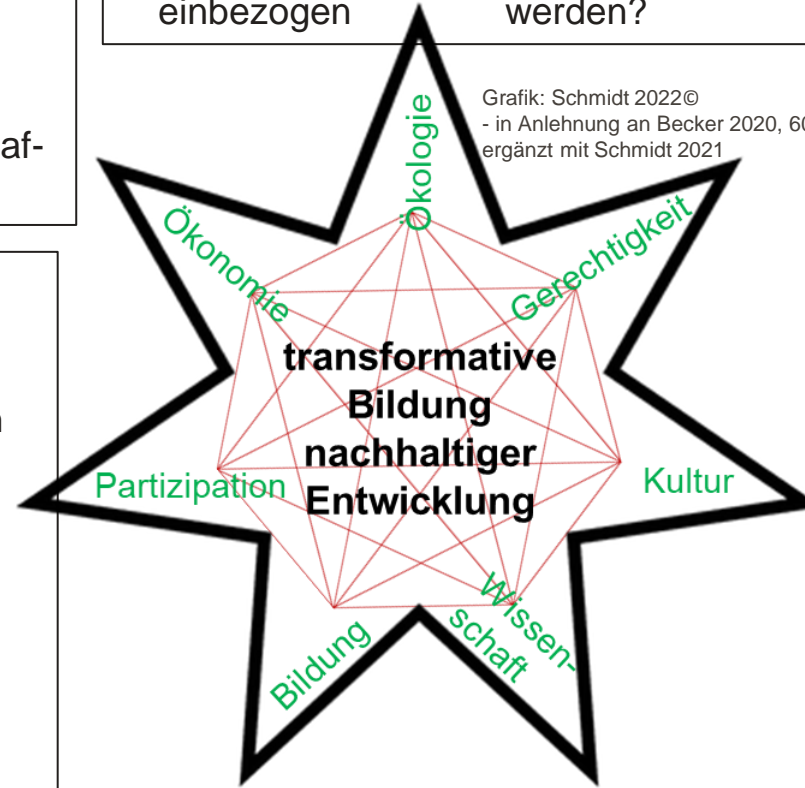 einbezogen werden?
af-
Grafik: Schmidt 2022©
- in Anlehnung an Becker 2020, 60
ergänzt mit Schmidt 2021
Ökologie
Ökonomie
Gerechtigkeit
transformative
Bildung
nachhaltiger
Entwicklung
Partizipation
Kultur
Bildung
Wissen-
schaft